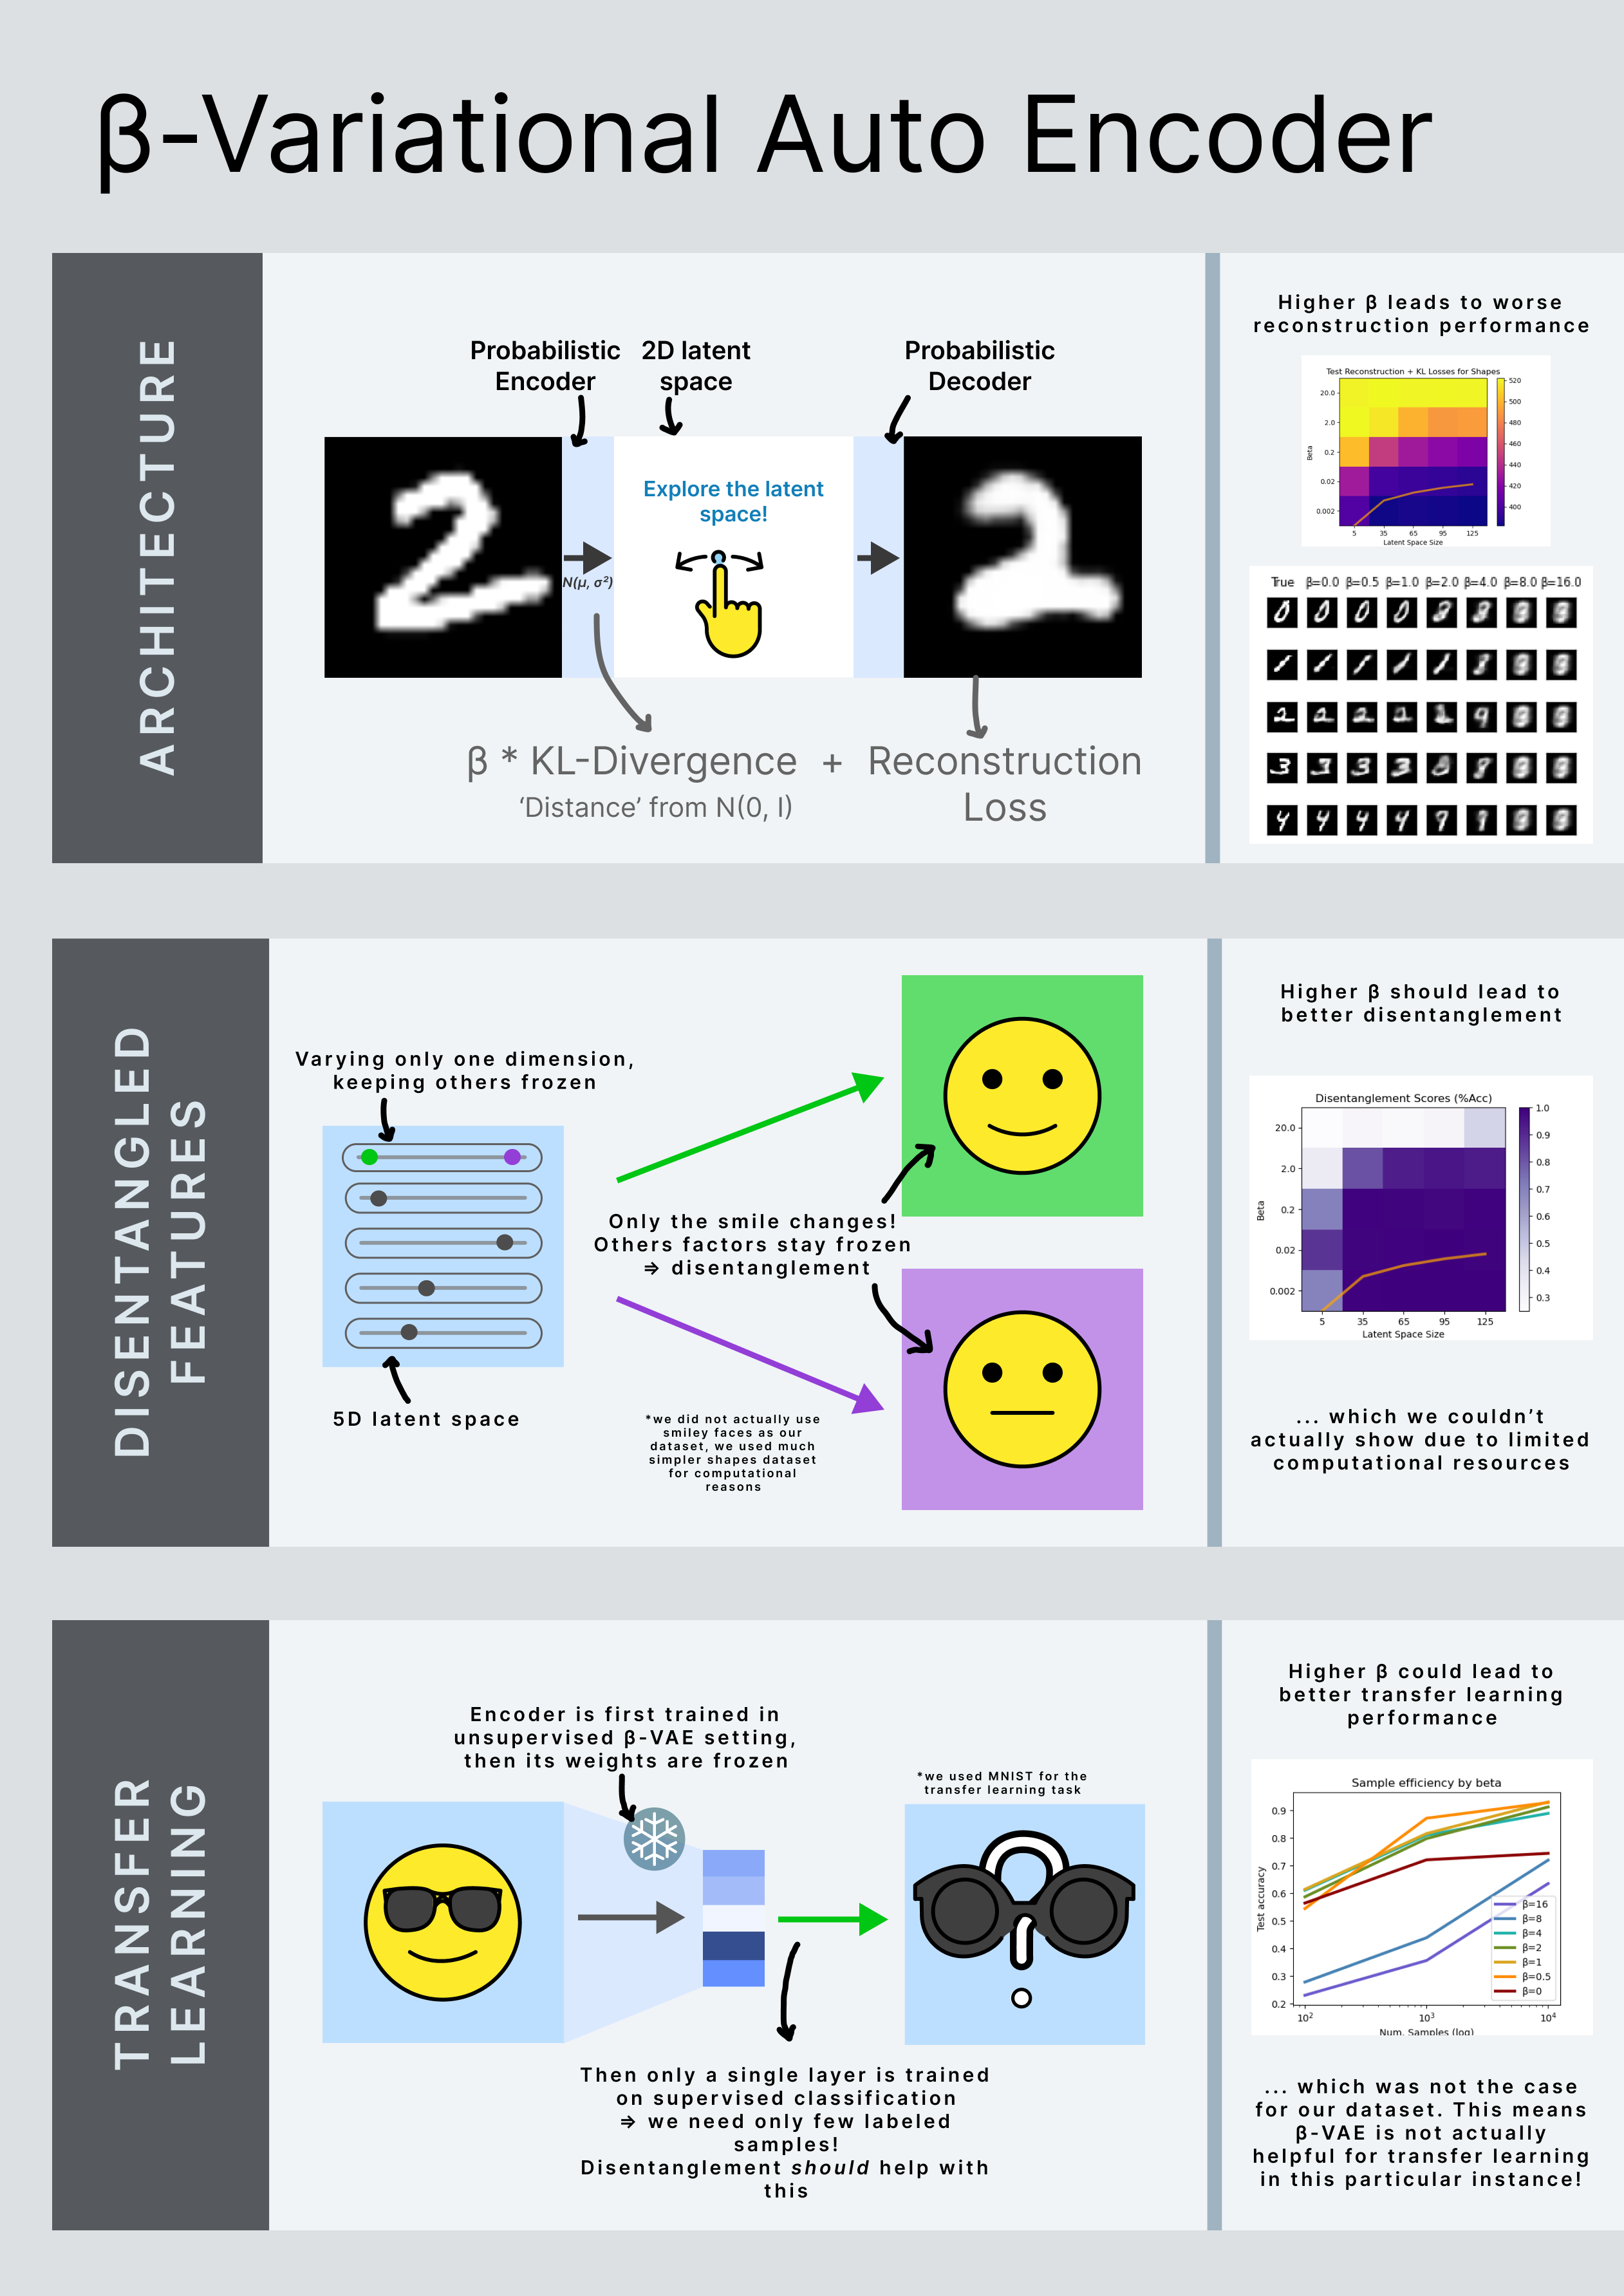 β-Variational Auto Encoder
ARCHITECTURE
Probabilistic
Encoder
2D latent
space
Probabilistic
Decoder
Explore the latent
space!
N(μ, σ²)
β * KL-Divergence + Reconstruction
Loss
‘Distance’ from N(0, I)
Higher β leads to worse
reconstruction performance
Test Reconstruction + KL Losses for Shapes
20.0
2.0
0.2
0.02
0.002
Beta
5 35 65 95 125
Latent Space Size
520
500
480
460
440
420
400
True β=0.0 β=0.5 β=1.0 β=2.0 β=4.0 β=8.0 β=16.0
DISENTANGLED
FEATURES
Varying only one dimension,
keeping others frozen
5D latent space
Only the smile changes!
Others factors stay frozen
⇒ disentanglement
*we did not actually use
smiley faces as our
dataset, we used much
simpler shapes dataset
for computational
reasons
Higher β should lead to
better disentanglement
Disentanglement Scores (%Acc)
20.0
2.0
0.2
0.02
0.002
Beta
5 35 65 95 125
Latent Space Size
1.0
0.9
0.8
0.7
0.6
0.5
0.4
0.3
... which we couldn’t
actually show due to limited
computational resources
TRANSFER
LEARNING
Encoder is first trained in
unsupervised β-VAE setting,
then its weights are frozen
*we used MNIST for the
transfer learning task
Then only a single layer is trained
on supervised classification
⇒ we need only few labeled
samples!
Disentanglement should help with
this
Higher β could lead to
better transfer learning
performance
Sample efficiency by beta
0.9
0.8
0.7
0.6
0.5
0.4
0.3
0.2
Test accuracy
10² 10³ 10⁴
Num. Samples (log)
β=16
β=8
β=4
β=2
β=1
β=0.5
β=0
... which was not the case
for our dataset. This means
β-VAE is not actually
helpful for transfer learning
in this particular instance!